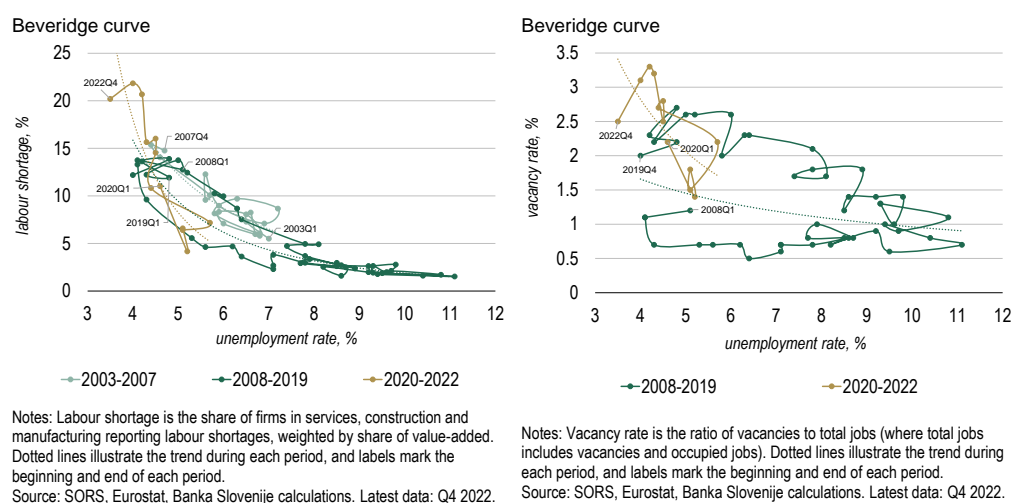 Beveridge curve
labour shortage, %
25
20
15
10
5
0
2022Q4
2007Q4
2008Q1
2020Q1
2019Q1
2003Q1
3 4 5 6 7 8 9 10 11 12
unemployment rate, %
2003-2007 2008-2019 2020-2022
Notes: Labour shortage is the share of firms in services, construction and
manufacturing reporting labour shortages, weighted by share of value-added.
Dotted lines illustrate the trend during each period, and labels mark the
beginning and end of each period.
Source: SORS, Eurostat, Banka Slovenije calculations. Latest data: Q4 2022.
Beveridge curve
vacancy rate, %
3.5
3
2.5
2
1.5
1
0.5
0
2022Q4
2020Q1
2019Q4
2008Q1
3 4 5 6 7 8 9 10 11 12
unemployment rate, %
2008-2019 2020-2022
Notes: Vacancy rate is the ratio of vacancies to total jobs (where total jobs
includes vacancies and occupied jobs). Dotted lines illustrate the trend during
each period, and labels mark the beginning and end of each period.
Source: SORS, Eurostat, Banka Slovenije calculations. Latest data: Q4 2022.